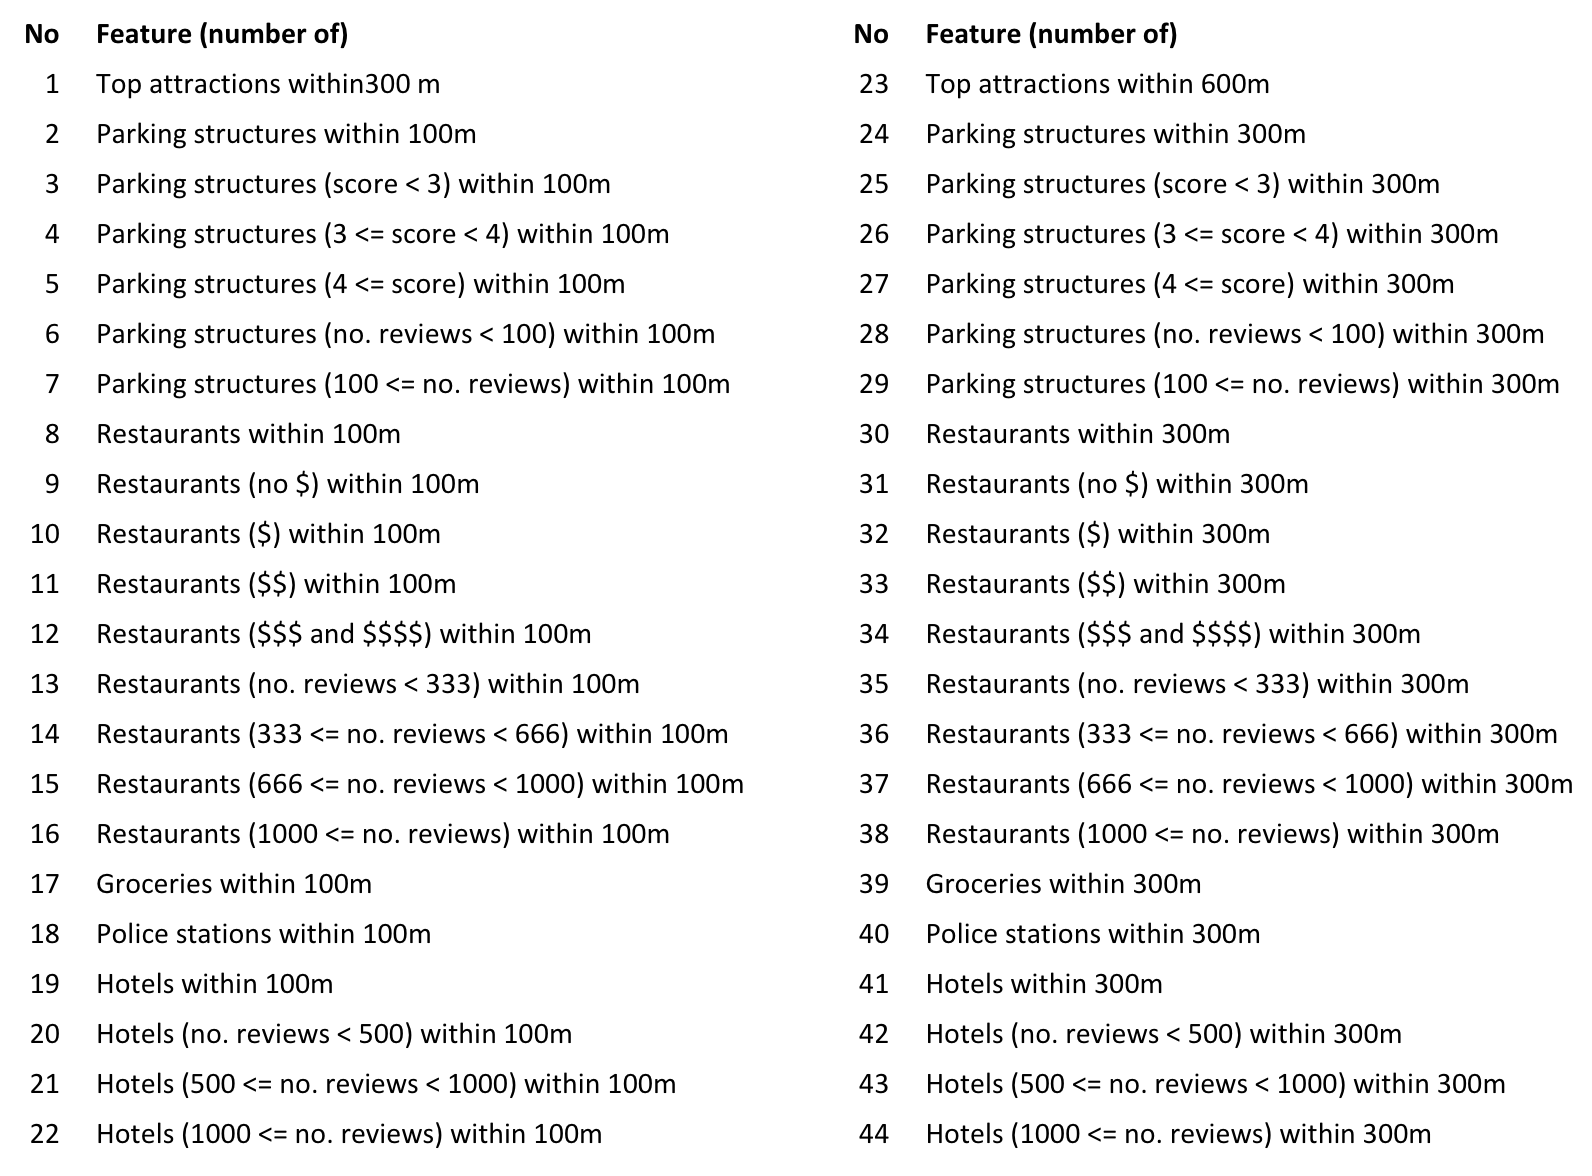 No Feature (number of)
1 Top attractions within300 m
2 Parking structures within 100m
3 Parking structures (score < 3) within 100m
4 Parking structures (3 <= score < 4) within 100m
5 Parking structures (4 <= score) within 100m
6 Parking structures (no. reviews < 100) within 100m
7 Parking structures (100 <= no. reviews) within 100m
8 Restaurants within 100m
9 Restaurants (no $) within 100m
10 Restaurants ($) within 100m
11 Restaurants ($$) within 100m
12 Restaurants ($$$ and $$$$) within 100m
13 Restaurants (no. reviews < 333) within 100m
14 Restaurants (333 <= no. reviews < 666) within 100m
15 Restaurants (666 <= no. reviews < 1000) within 100m
16 Restaurants (1000 <= no. reviews) within 100m
17 Groceries within 100m
18 Police stations within 100m
19 Hotels within 100m
20 Hotels (no. reviews < 500) within 100m
21 Hotels (500 <= no. reviews < 1000) within 100m
22 Hotels (1000 <= no. reviews) within 100m
No Feature (number of)
23 Top attractions within 600m
24 Parking structures within 300m
25 Parking structures (score < 3) within 300m
26 Parking structures (3 <= score < 4) within 300m
27 Parking structures (4 <= score) within 300m
28 Parking structures (no. reviews < 100) within 300m
29 Parking structures (100 <= no. reviews) within 300m
30 Restaurants within 300m
31 Restaurants (no $) within 300m
32 Restaurants ($) within 300m
33 Restaurants ($$) within 300m
34 Restaurants ($$$ and $$$$) within 300m
35 Restaurants (no. reviews < 333) within 300m
36 Restaurants (333 <= no. reviews < 666) within 300m
37 Restaurants (666 <= no. reviews < 1000) within 300m
38 Restaurants (1000 <= no. reviews) within 300m
39 Groceries within 300m
40 Police stations within 300m
41 Hotels within 300m
42 Hotels (no. reviews < 500) within 300m
43 Hotels (500 <= no. reviews < 1000) within 300m
44 Hotels (1000 <= no. reviews) within 300m